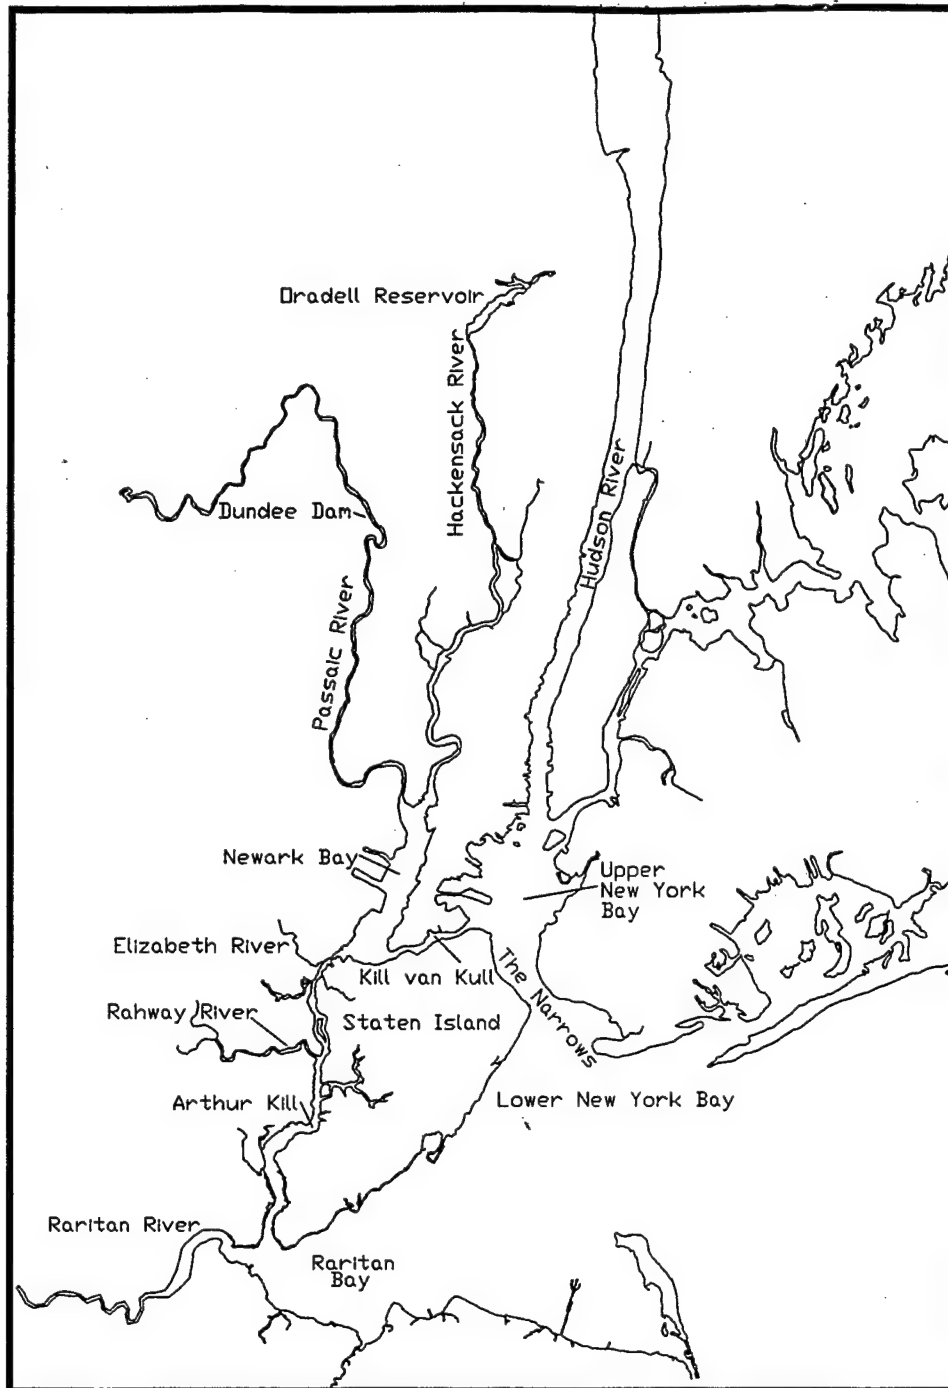 Oradell Reservoir
Hackensack River
Dundee Dam
Hudson River
Passaic River
Newark Bay
Upper
New York
Bay
Elizabeth River
Kill van Kull
The Narrows
Rahway River
Staten Island
Arthur Kill
Lower New York Bay
Raritan River
Raritan
Bay